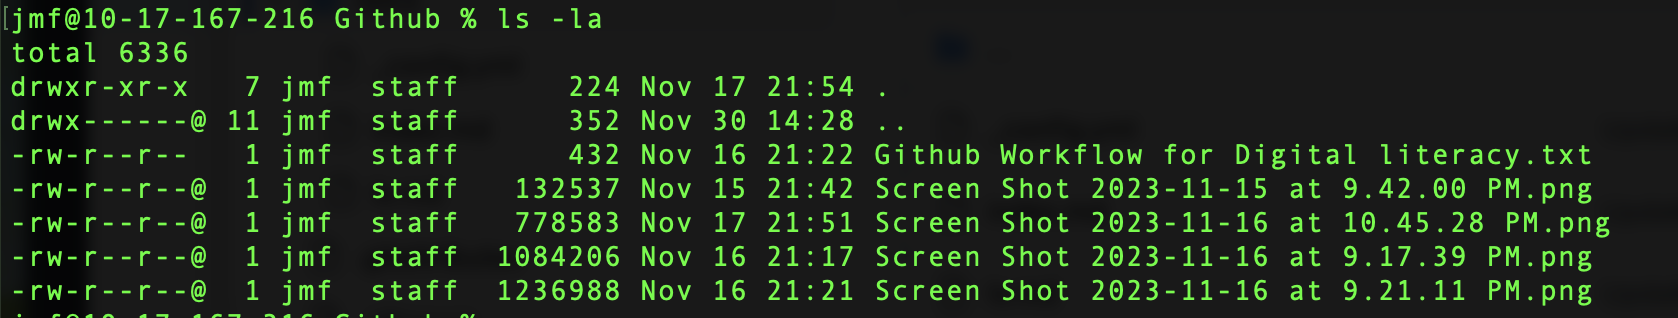 [jmf@10-17-167-216 Github % ls -la
total 6336
drwxr-xr-x   7 jmf  staff      224 Nov 17 21:54 .
drwx------@ 11 jmf  staff      352 Nov 30 14:28 ..
-rw-r--r--   1 jmf  staff      432 Nov 16 21:22 Github Workflow for Digital literacy.txt
-rw-r--r--@  1 jmf  staff   132537 Nov 15 21:42 Screen Shot 2023-11-15 at 9.42.00 PM.png
-rw-r--r--@  1 jmf  staff   778583 Nov 17 21:51 Screen Shot 2023-11-16 at 10.45.28 PM.png
-rw-r--r--@  1 jmf  staff  1084206 Nov 16 21:17 Screen Shot 2023-11-16 at 9.17.39 PM.png
-rw-r--r--@  1 jmf  staff  1236988 Nov 16 21:21 Screen Shot 2023-11-16 at 9.21.11 PM.png